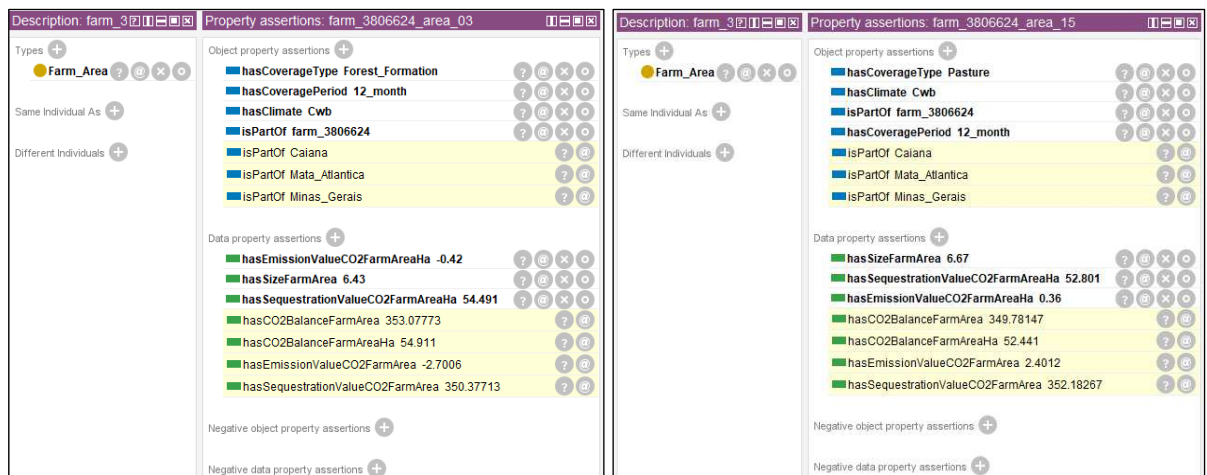 Description: farm_3
Property assertions: farm_3806624_area_03
Types
Farm_Area
Same Individual As
Different Individuals
Object property assertions
hasCoverageType Forest_Formation
hasCoveragePeriod 12_month
hasClimate Cwb
isPartOf farm_3806624
isPartOf Caiana
isPartOf Mata_Atlantica
isPartOf Minas_Gerais
Data property assertions
hasEmissionValueCO2FarmAreaHa -0.42
hasSizeFarmArea 6.43
hasSequestrationValueCO2FarmAreaHa 54.491
hasCO2BalanceFarmArea 353.07773
hasCO2BalanceFarmAreaHa 54.911
hasEmissionValueCO2FarmArea -2.7006
hasSequestrationValueCO2FarmArea 350.37713
Negative object property assertions
Negative data property assertions
Description: farm_3
Property assertions: farm_3806624_area_15
Types
Farm_Area
Same Individual As
Different Individuals
Object property assertions
hasCoverageType Pasture
hasClimate Cwb
isPartOf farm_3806624
hasCoveragePeriod 12_month
isPartOf Caiana
isPartOf Mata_Atlantica
isPartOf Minas_Gerais
Data property assertions
hasSizeFarmArea 6.67
hasSequestrationValueCO2FarmAreaHa 52.801
hasEmissionValueCO2FarmAreaHa 0.36
hasCO2BalanceFarmArea 349.78147
hasCO2BalanceFarmAreaHa 52.441
hasEmissionValueCO2FarmArea 2.4012
hasSequestrationValueCO2FarmArea 352.18267
Negative object property assertions
Negative data property assertions